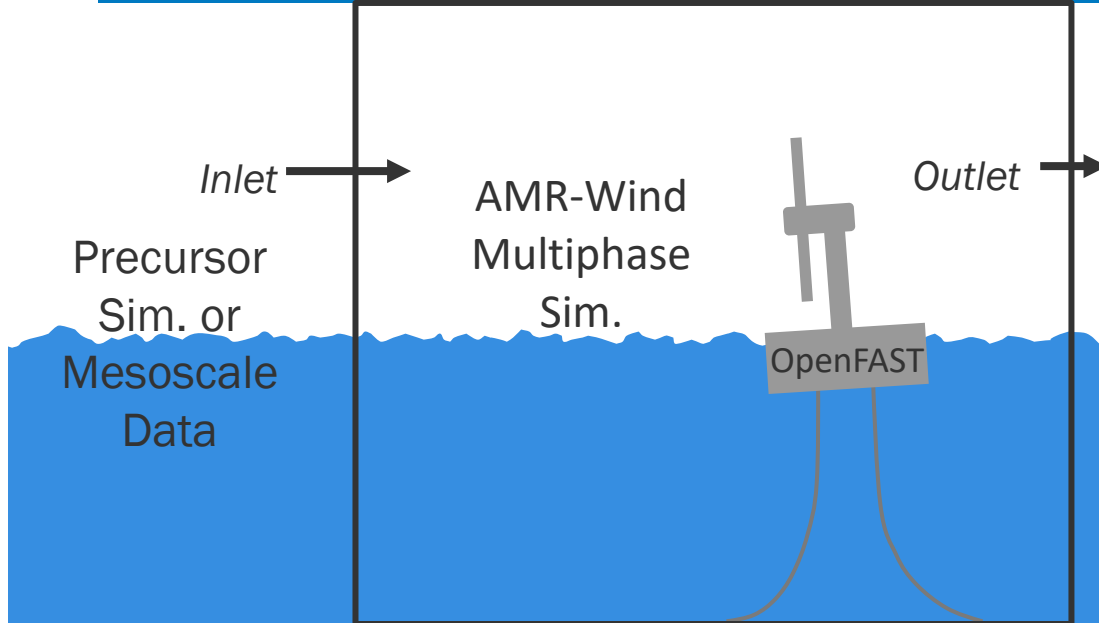 Inlet
Precursor
Sim. or
Mesoscale
Data
AMR-Wind
Multiphase
Sim.
OpenFAST
Outlet